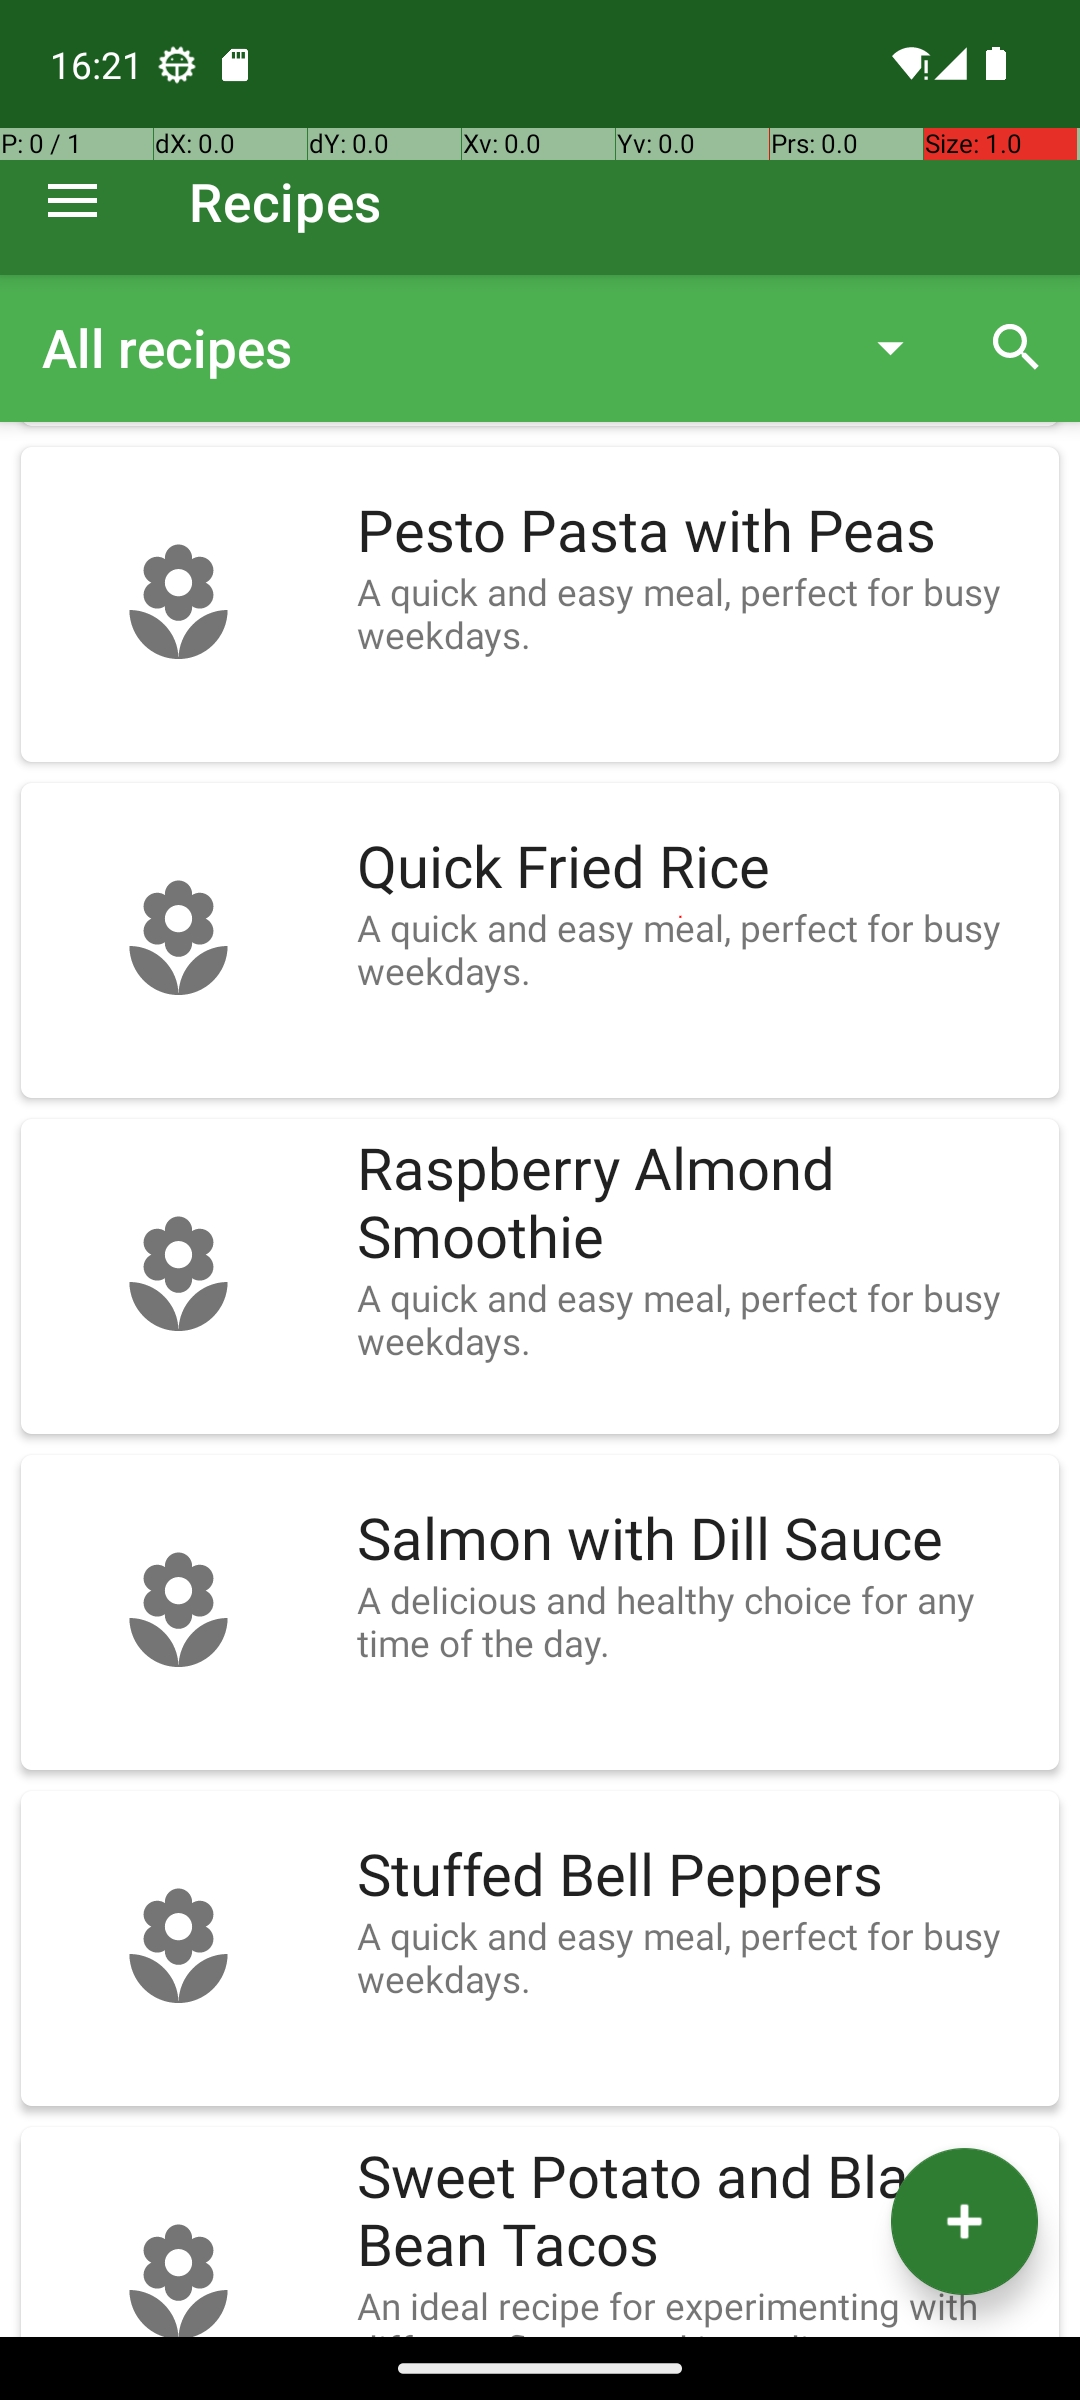 16:21
P: 0 / 1
dX: 0.0
dY: 0.0
Xv: 0.0
Yv: 0.0
Prs: 0.0
Size: 1.0
Recipes
All recipes
Pesto Pasta with Peas
A quick and easy meal, perfect for busy
weekdays.
Quick Fried Rice
A quick and easy meal, perfect for busy
weekdays.
Raspberry Almond
Smoothie
A quick and easy meal, perfect for busy
weekdays.
Salmon with Dill Sauce
A delicious and healthy choice for any
time of the day.
Stuffed Bell Peppers
A quick and easy meal, perfect for busy
weekdays.
Sweet Potato and Bla
Bean Tacos
An ideal recipe for experimenting with